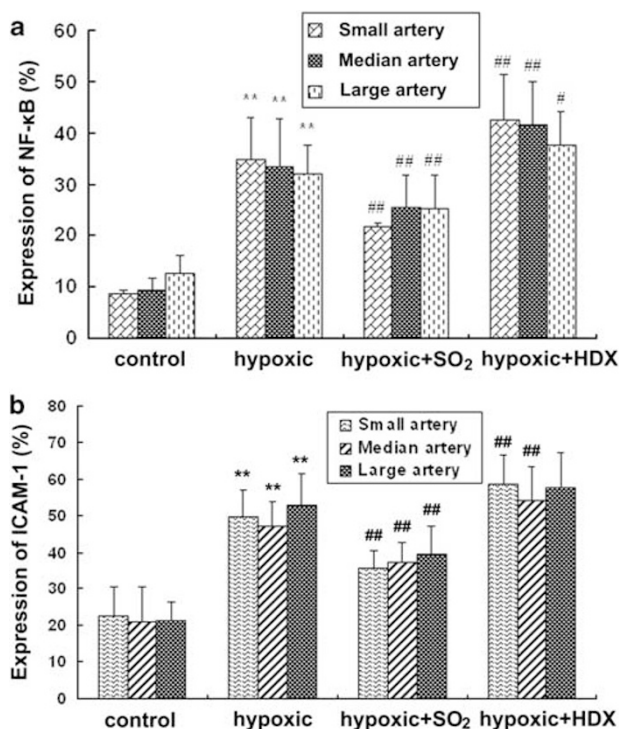 a
Expression of NF-κB (%)
60
50
40
30
20
10
0
Small artery
Median artery
Large artery
** ** **
## ## ##
## ## #
control hypoxic hypoxic+SO₂ hypoxic+HDX
b
Expression of ICAM-1 (%)
80
70
60
50
40
30
20
10
0
Small artery
Median artery
Large artery
** ** **
## ## ##
## ##
control hypoxic hypoxic+SO₂ hypoxic+HDX